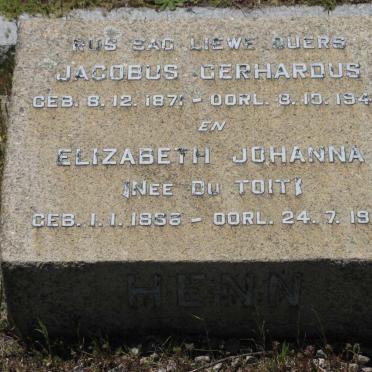 RUS SAG LIEWE OUERS
JACOBUS GERHARDUS
GEB. 8. 12. 1871 - OORL. 8. 10. 194
EN
ELIZABETH JOHANNA
(NEE DU TOIT)
GEB. 1. 1. 1886 - OORL. 24. 7. 19
HENN